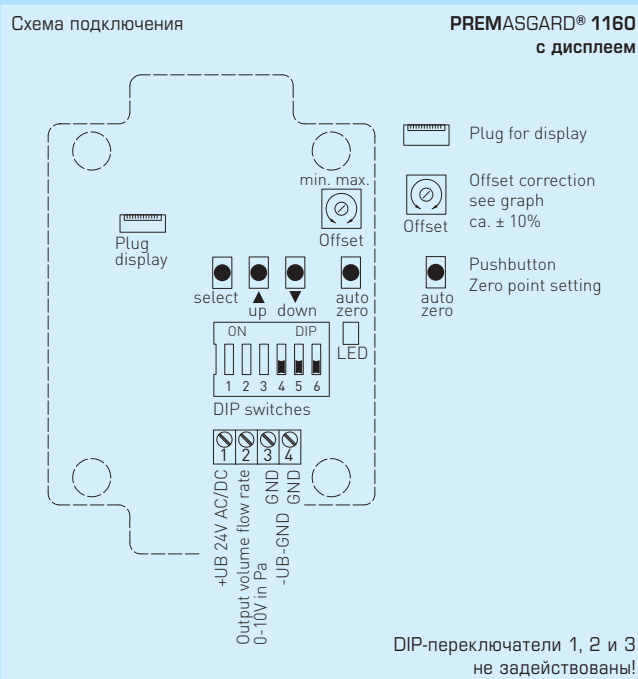 Схема подключения
PREMASGARD® 1160
с дисплеем
min. max.
Offset
Plug
display
select
up
down
auto
zero
ON
DIP
LED
1 2 3 4 5 6
DIP switches
1 2 3 4
+UB 24V AC/DC
Output volume flow rate
0-10V in Pa
GND
-UB-GND
GND
Plug for display
Offset
Offset correction
see graph
ca. ± 10%
auto
zero
Pushbutton
Zero point setting
DIP-переключатели 1, 2 и 3
не задействованы!